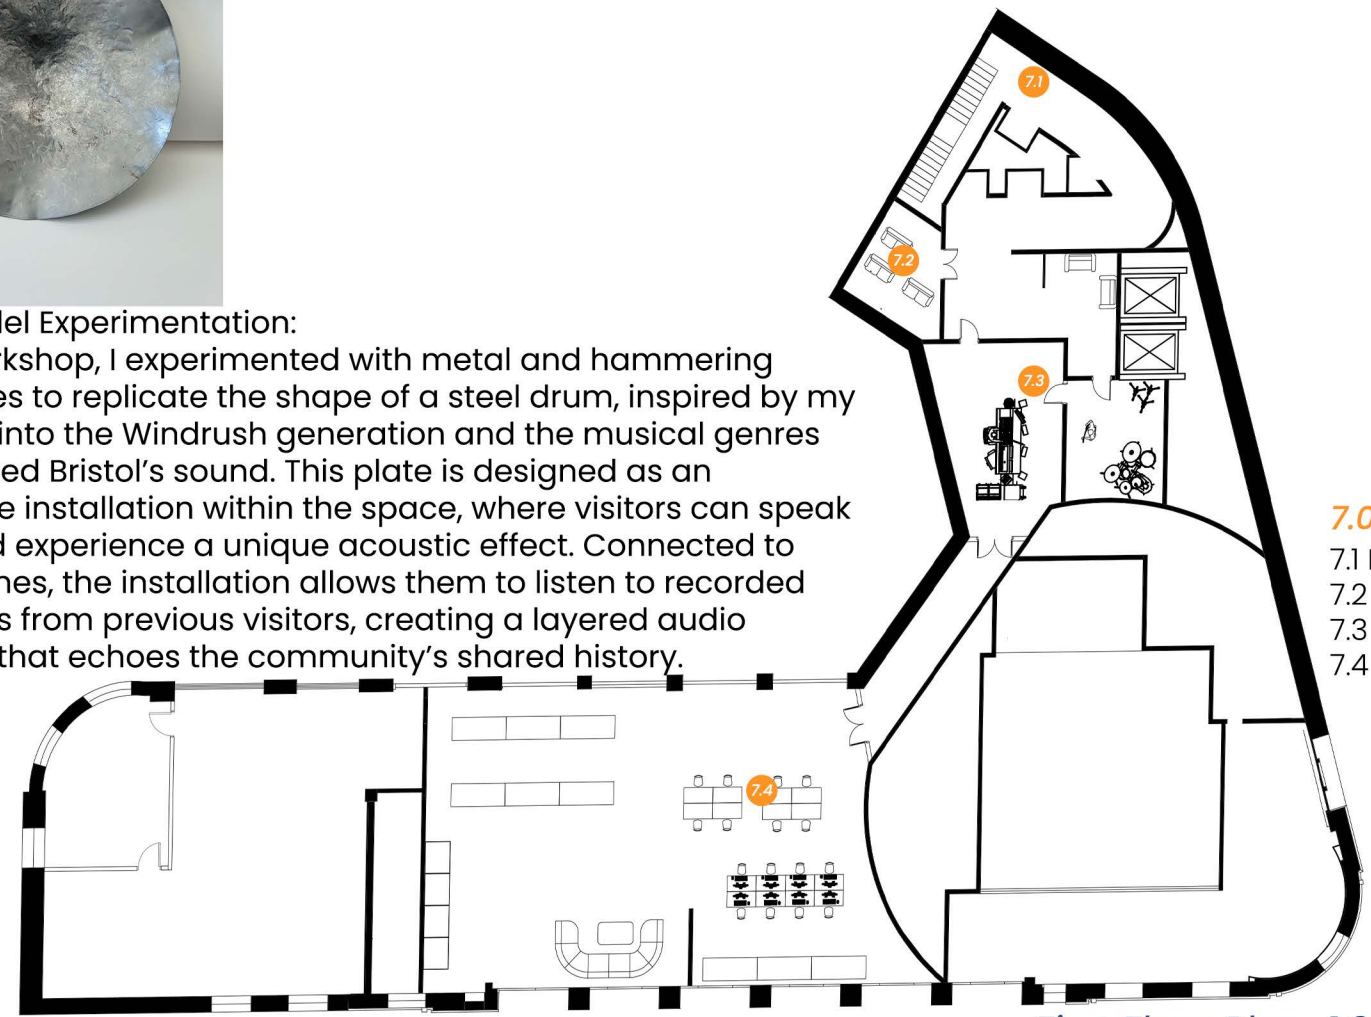 del Experimentation:
rkshop, I experimented with metal and hammering
es to replicate the shape of a steel drum, inspired by my
into the Windrush generation and the musical genres
ed Bristol's sound. This plate is designed as an
e installation within the space, where visitors can speak
d experience a unique acoustic effect. Connected to
nes, the installation allows them to listen to recorded
s from previous visitors, creating a layered audio
that echoes the community's shared history.
7.1
7.2
7.3
7.4
7.0
7.1
7.2
7.3
7.4